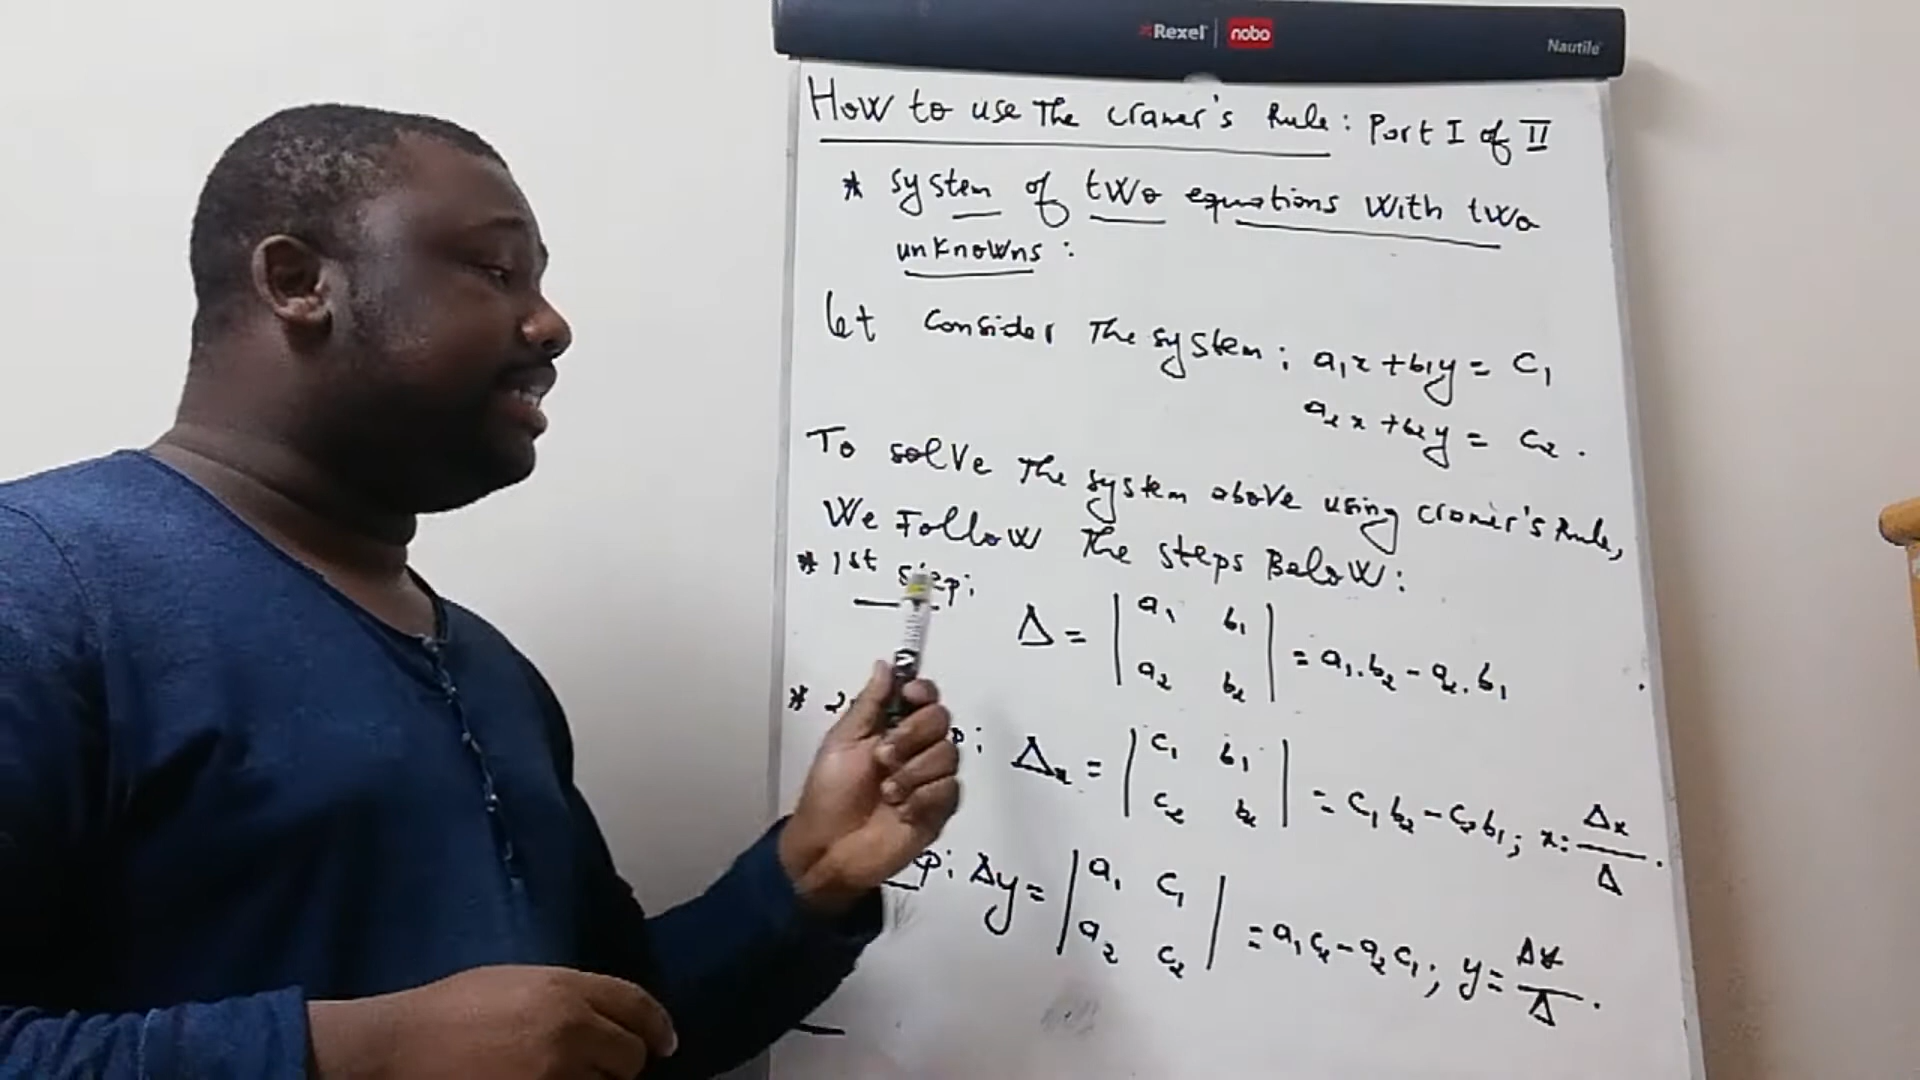 Rexel nobo
Nautile
How to use The cramer's Rule: Part I of II
* System of two equations with two
unknowns:
let consider The system: a₁x + b₁y = c₁
a₂x + b₂y = c₂.
To solve The system above using cramer's Rule,
We Follow The steps Below:
* 1st step: Δ = | a₁ b₁ | = a₁.b₂ - a₂.b₁
| a₂ b₂ |
* 2
p: Δx = | c₁ b₁ | = c₁b₂ - c₂b₁; x: Δx/Δ.
| c₂ b₂ |
p: Δy = | a₁ c₁ | = a₁c₂ - a₂c₁; y = Δy/Δ.
| a₂ c₂ |